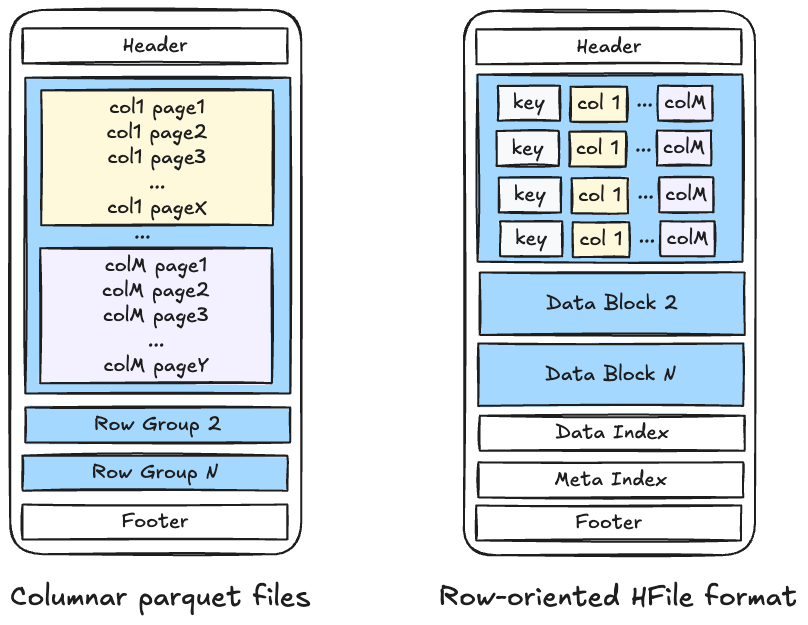 Header
col1 page1
col1 page2
col1 page3
...
col1 pageX
...
colM page1
colM page2
colM page3
...
colM pageY
Row Group 2
Row Group N
Footer
Columnar parquet files
Header
key col 1 ... colM
key col 1 ... colM
key col 1 ... colM
key col 1 ... colM
Data Block 2
Data Block N
Data Index
Meta Index
Footer
Row-oriented HFile format